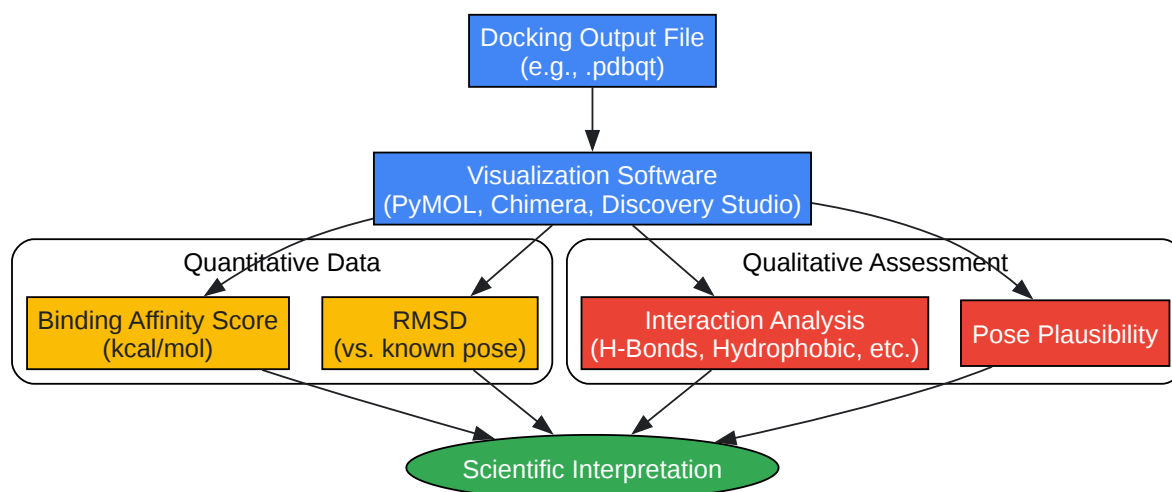 Docking Output File
(e.g., .pdbqt)
Visualization Software
(PyMOL, Chimera, Discovery Studio)
Quantitative Data
Qualitative Assessment
Binding Affinity Score
(kcal/mol)
RMSD
(vs. known pose)
Interaction Analysis
(H-Bonds, Hydrophobic, etc.)
Pose Plausibility
Scientific Interpretation